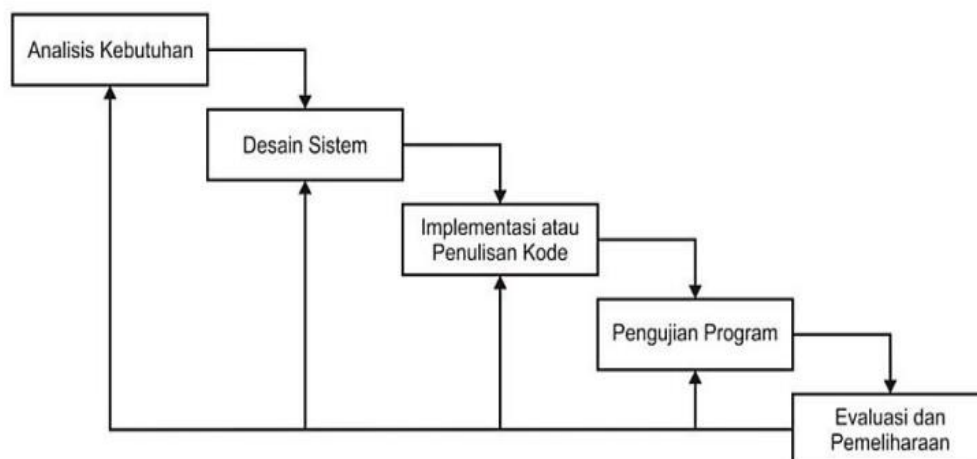 Analisis Kebutuhan
Desain Sistem
Implementasi atau
Penulisan Kode
Pengujian Program
Evaluasi dan
Pemeliharaan